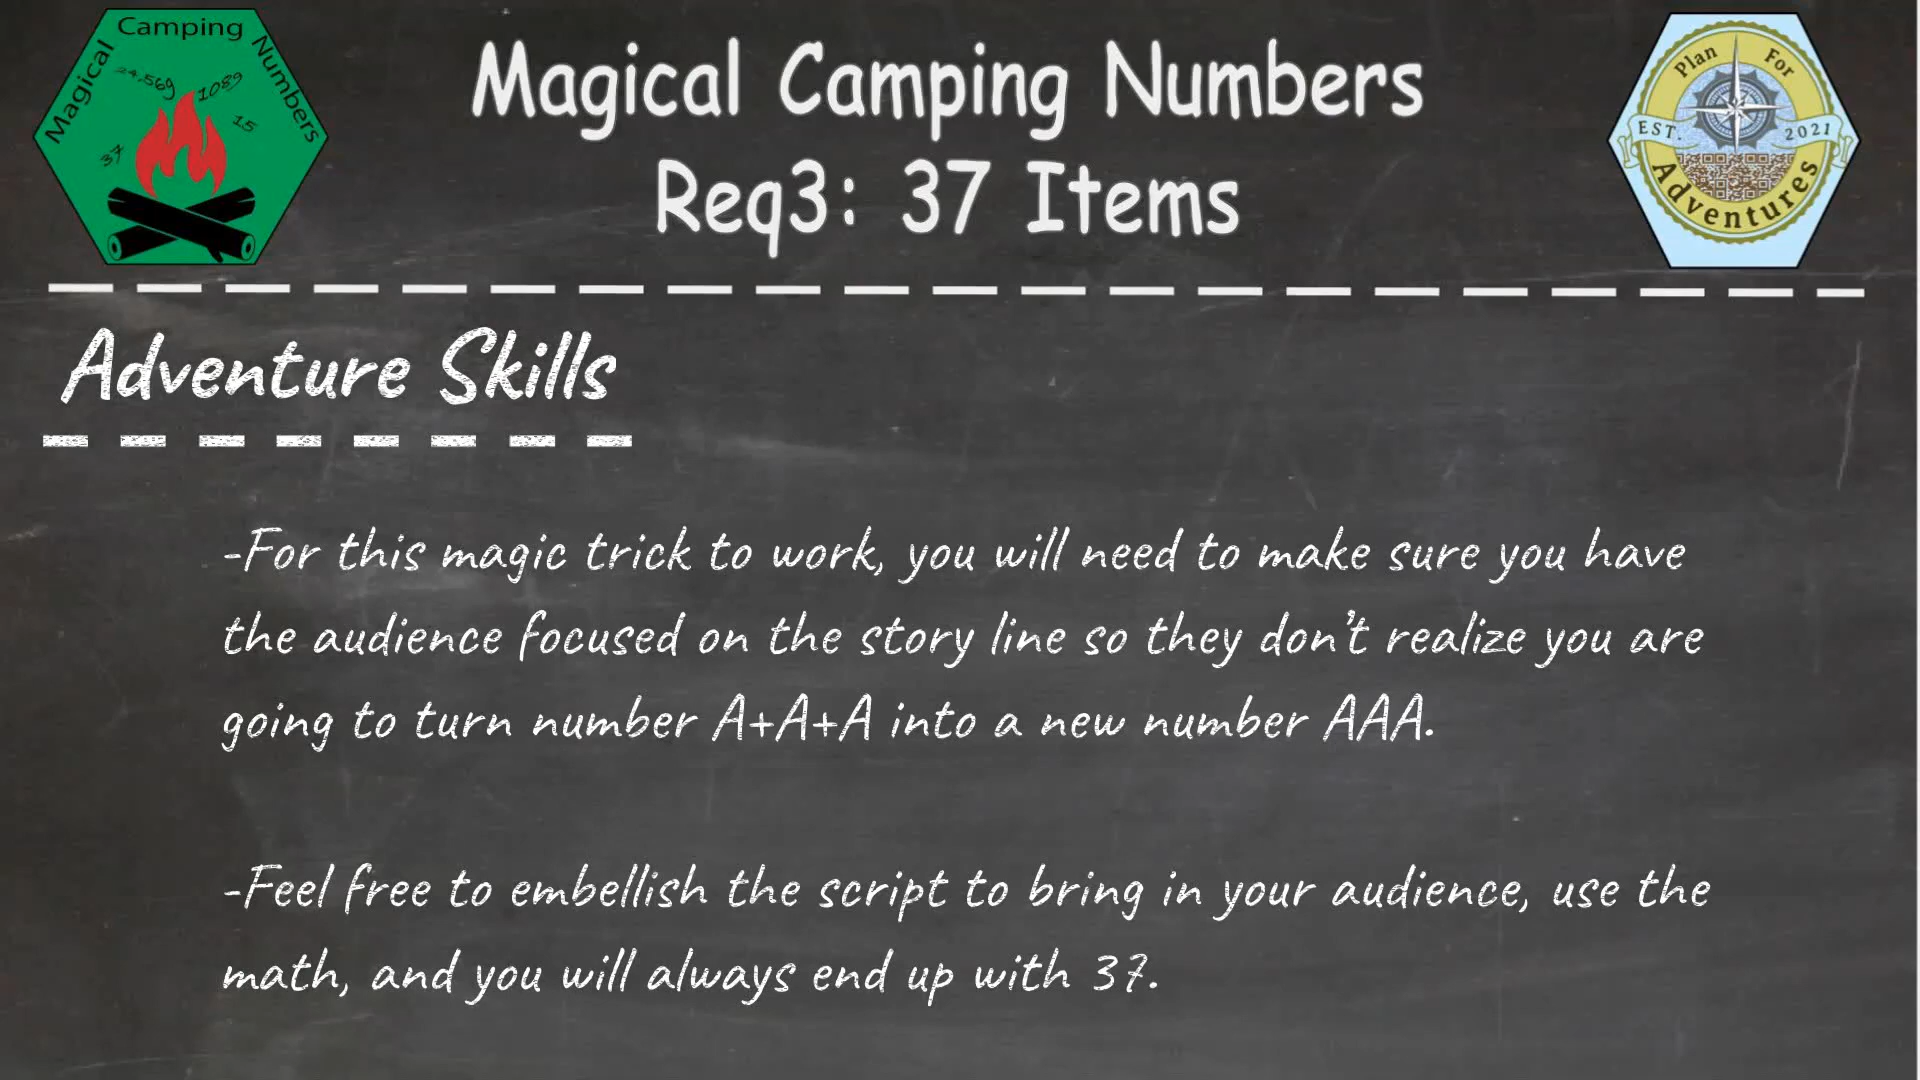 Magical Camping Numbers
24,569
1089
15
37
Magical Camping Numbers
Req3: 37 Items
Plan For
EST. 2021
Adventures
Adventure Skills
-For this magic trick to work, you will need to make sure you have
the audience focused on the story line so they don't realize you are
going to turn number A+A+A into a new number AAA.
-Feel free to embellish the script to bring in your audience, use the
math, and you will always end up with 37.